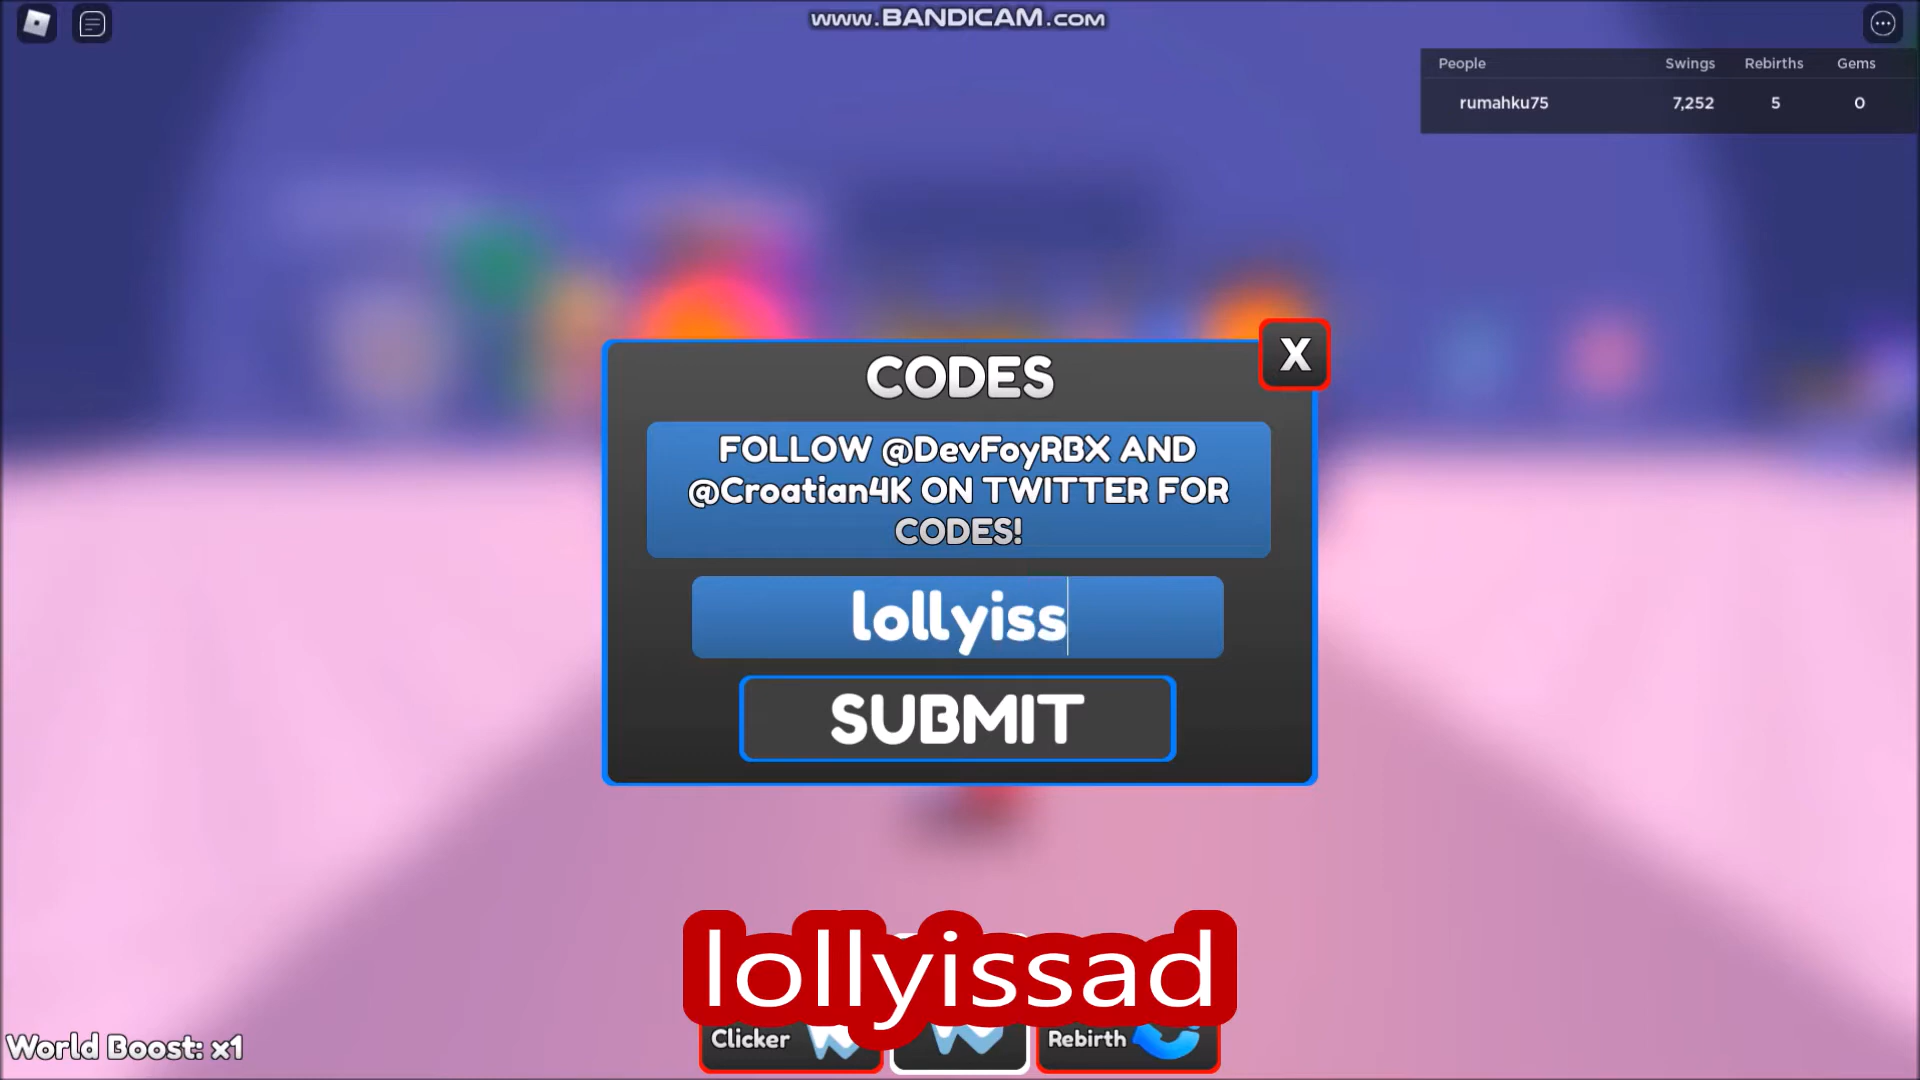 www.BANDICAM.com
People Swings Rebirths Gems
rumahku75 7,252 5 0
CODES
X
FOLLOW @DevFoyRBX AND
@Croatian4K ON TWITTER FOR
CODES!
lollyiss
SUBMIT
lollyissad
Clicker
Rebirth
World Boost: x1